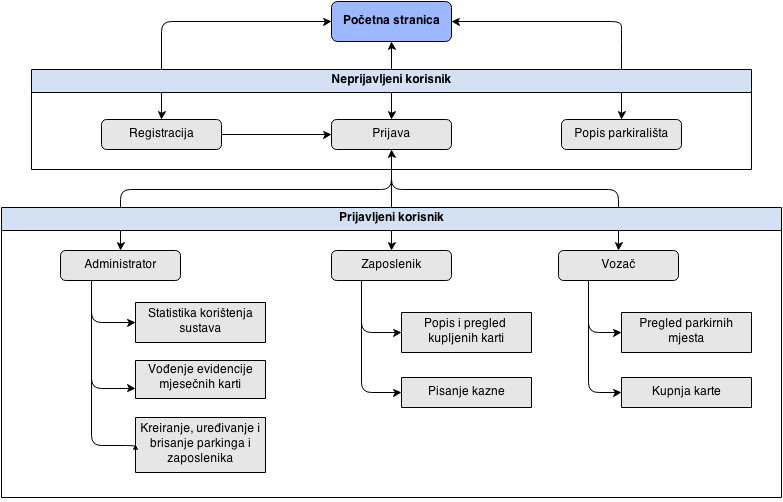 Početna stranica
Neprijavljeni korisnik
Registracija
Prijava
Popis parkirališta
Prijavljeni korisnik
Administrator
Zaposlenik
Vozač
Statistika korištenja
sustava
Vođenje evidencije
mjesečnih karti
Kreiranje, uređivanje i
brisanje parkinga i
zaposlenika
Popis i pregled
kupljenih karti
Pisanje kazne
Pregled parkirnih
mjesta
Kupnja karte